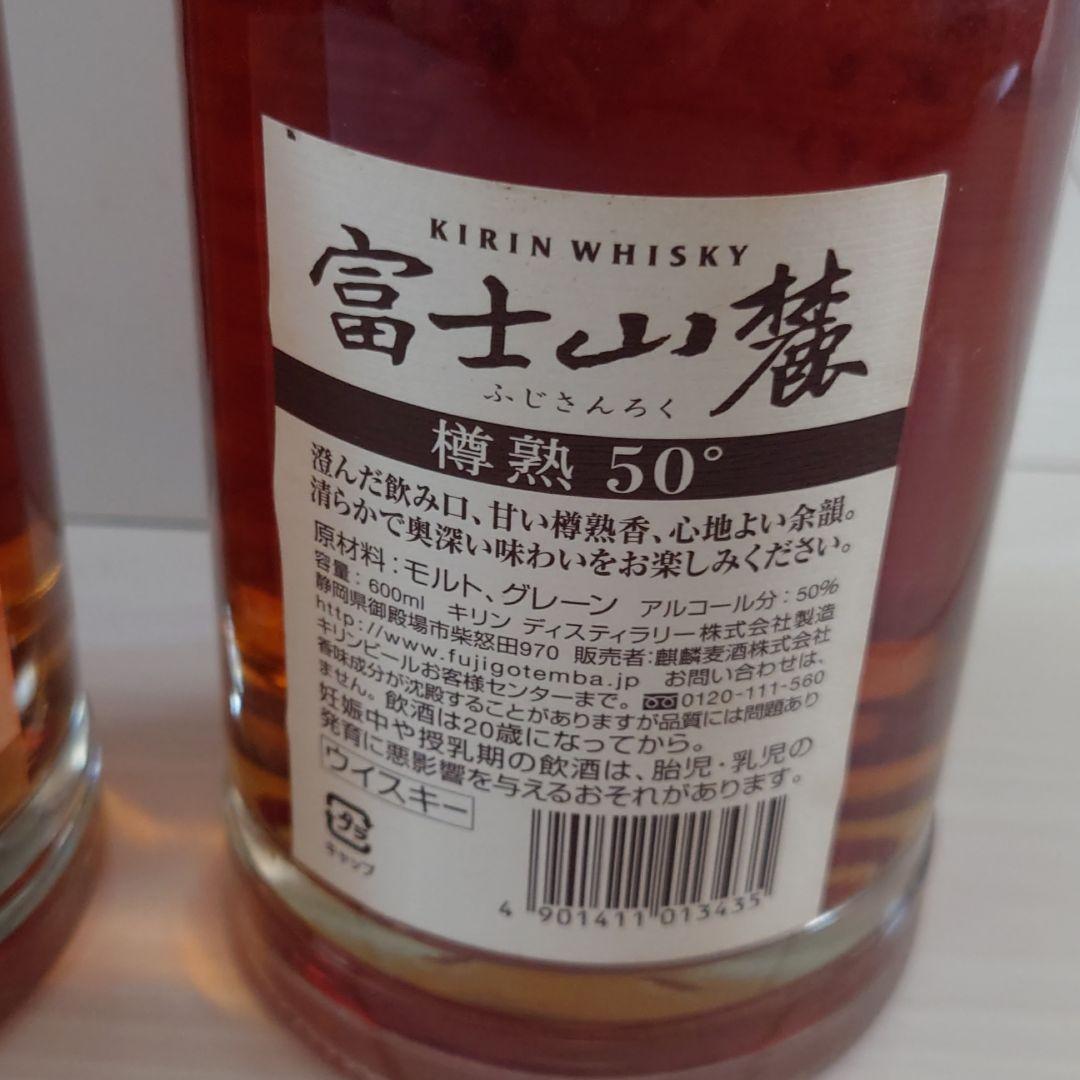 KIRIN WHISKY
富士山麓
ふじさんろく
樽熟 50°
澄んだ飲み口、甘い樽熟香、心地よい余韻。
清らかで奥深い味わいをお楽しみください。
原材料:モルト、グレーン アルコール分:50%
容量:600ml キリン ディスティラリー株式会社製造
静岡県御殿場市柴怒田970 販売者:麒麟麦酒株式会社
http://www.fujigotemba.jp お問い合わせは、
キリンビールお客様センターまで。 0120-111-560
香味成分が沈殿することがありますが品質には問題あり
ません。飲酒は20歳になってから。
妊娠中や授乳期の飲酒は、胎児・乳児の
発育に悪影響を与えるおそれがあります。
ウイスキー
プラ
キャップ
4 901411 013435